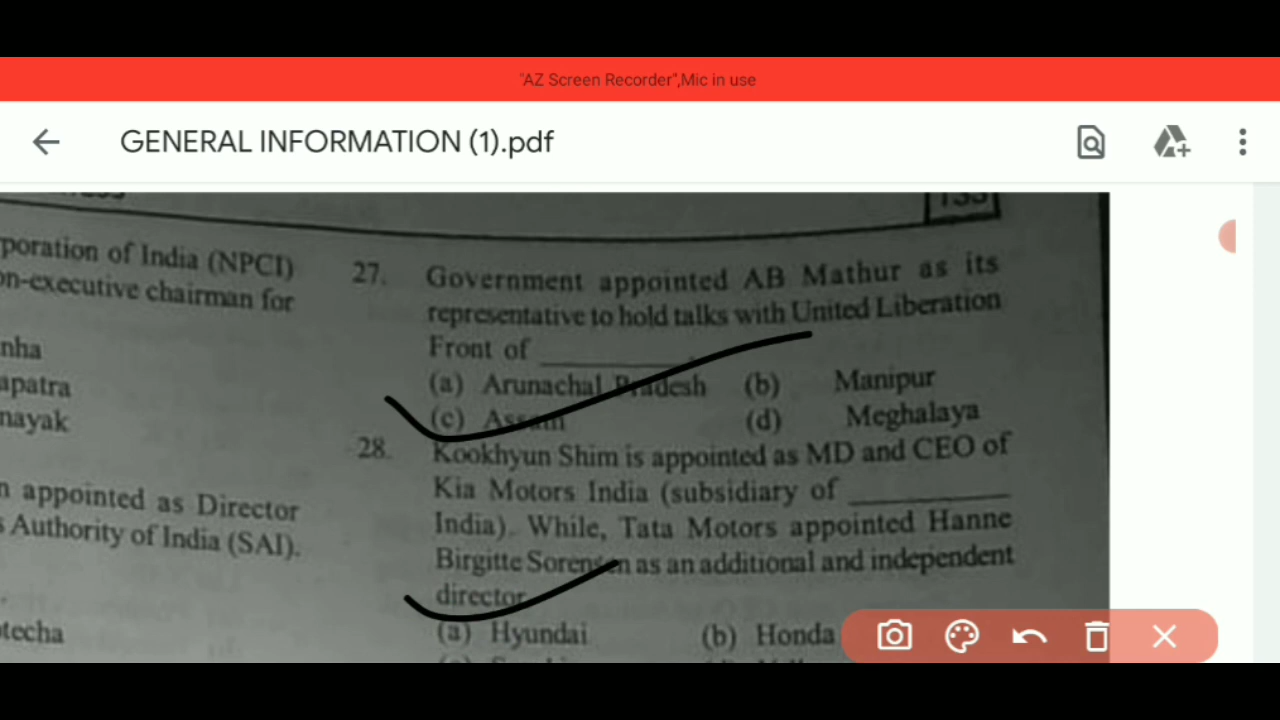 "AZ Screen Recorder",Mic in use
GENERAL INFORMATION (1).pdf
133
poration of India (NPCI)
on-executive chairman for
nha
apatra
nayak
n appointed as Director
s Authority of India (SAI).
otecha
27. Government appointed AB Mathur as its
representative to hold talks with United Liberation
Front of ____________.
(a) Arunachal Pradesh (b) Manipur
(c) Assam (d) Meghalaya
28. Kookhyun Shim is appointed as MD and CEO of
Kia Motors India (subsidiary of ____________
India). While, Tata Motors appointed Hanne
Birgitte Sorensen as an additional and independent
director.
(a) Hyundai (b) Honda